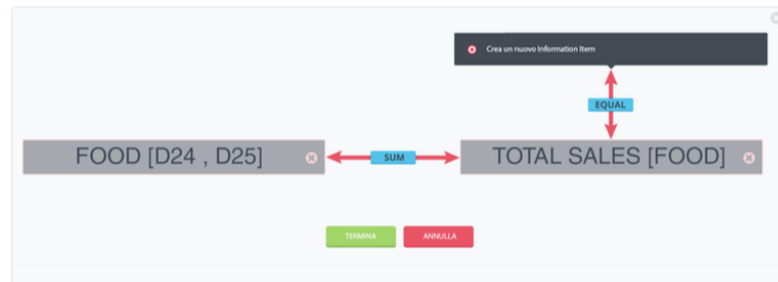 Crea un nuovo Information Item
EQUAL
FOOD [D24 , D25]
SUM
TOTAL SALES [FOOD]
TERMINA
ANNULLA